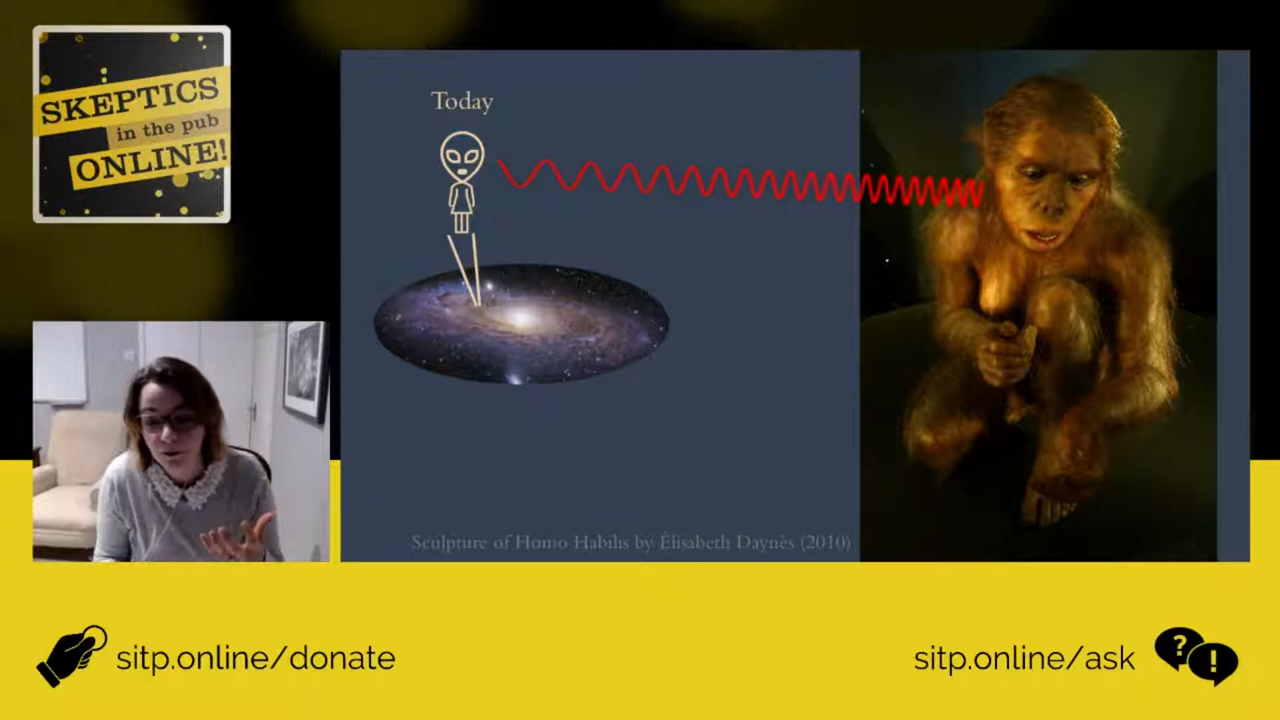 SKEPTICS
in the pub
ONLINE!
Today
Sculpture of Homo Habilis by Élisabeth Daynès (2010)
sitp.online/donate
sitp.online/ask
? !